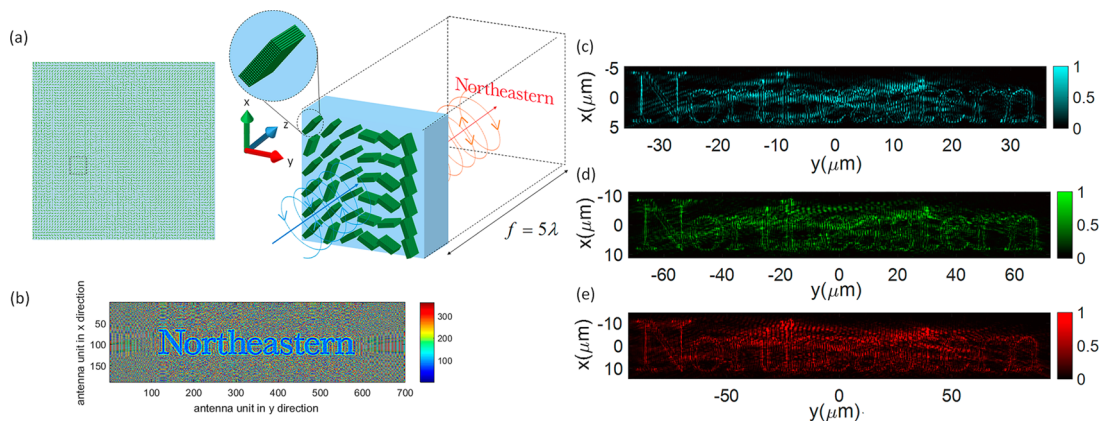 (a)
x
z
y
Northeastern
f = 5λ
(b)
antenna unit in x direction
50
100
150
Northeastern
100 200 300 400 500 600 700
antenna unit in y direction
300
200
100
(c)
x(μm)
-5
0
5
Northeastern
-30 -20 -10 0 10 20 30
y(μm)
1
0.5
0
(d)
x(μm)
-10
0
10
Northeastern
-60 -40 -20 0 20 40 60
y(μm)
1
0.5
0
(e)
x(μm)
-10
0
10
Northeastern
-50 0 50
y(μm)
1
0.5
0